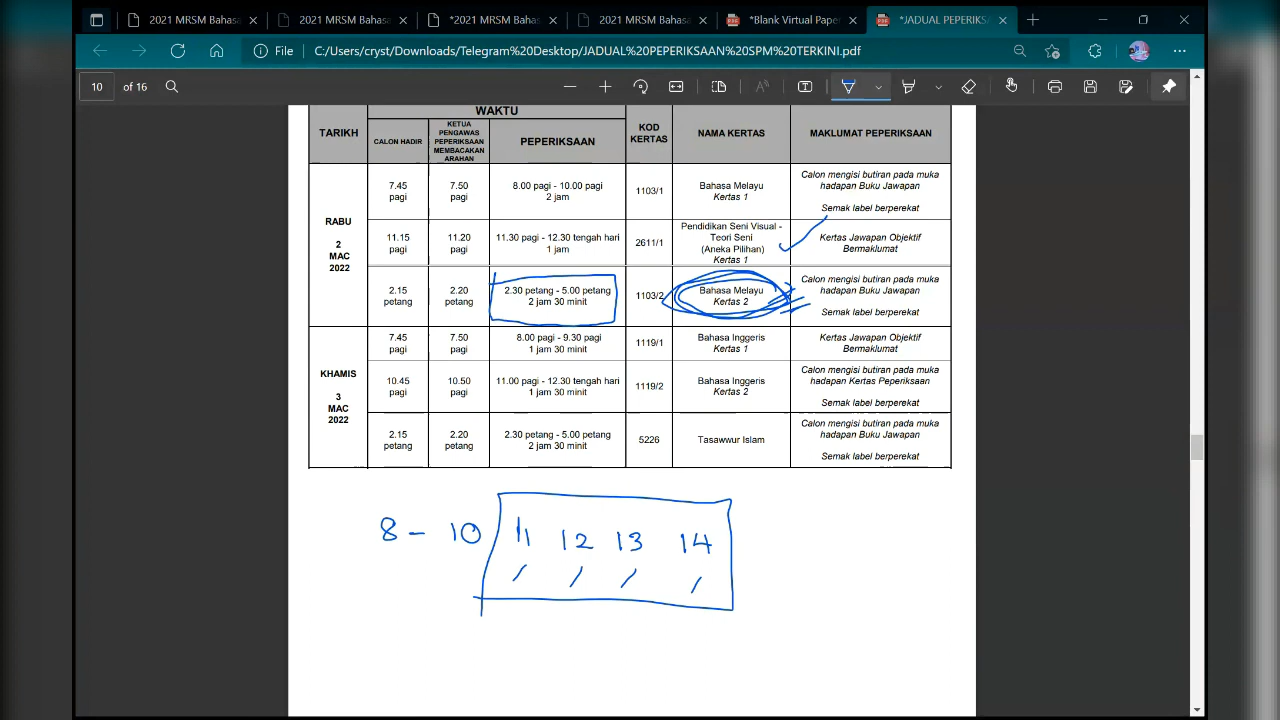 2021 MRSM Bahasa
2021 MRSM Bahasa
*2021 MRSM Bahas
2021 MRSM Bahasa
*Blank Virtual Pape
*JADUAL PEPERIKSA
File
C:/Users/cryst/Downloads/Telegram%20Desktop/JADUAL%20PEPERIKSAAN%20SPM%20TERKINI.pdf
10 of 16
TARIKH
WAKTU
CALON HADIR
KETUA
PENGAWAS
PEPERIKSAAN
MEMBACAKAN
ARAHAN
PEPERIKSAAN
KOD
KERTAS
NAMA KERTAS
MAKLUMAT PEPERIKSAAN
RABU
2
MAC
2022
7.45
pagi
7.50
pagi
8.00 pagi - 10.00 pagi
2 jam
1103/1
Bahasa Melayu
Kertas 1
Calon mengisi butiran pada muka
hadapan Buku Jawapan
Semak label berperekat
11.15
pagi
11.20
pagi
11.30 pagi - 12.30 tengah hari
1 jam
2611/1
Pendidikan Seni Visual -
Teori Seni
(Aneka Pilihan)
Kertas 1
Kertas Jawapan Objektif
Bermaklumat
2.15
petang
2.20
petang
2.30 petang - 5.00 petang
2 jam 30 minit
1103/2
Bahasa Melayu
Kertas 2
Calon mengisi butiran pada muka
hadapan Buku Jawapan
Semak label berperekat
KHAMIS
3
MAC
2022
7.45
pagi
7.50
pagi
8.00 pagi - 9.30 pagi
1 jam 30 minit
1119/1
Bahasa Inggeris
Kertas 1
Kertas Jawapan Objektif
Bermaklumat
10.45
pagi
10.50
pagi
11.00 pagi - 12.30 tengah hari
1 jam 30 minit
1119/2
Bahasa Inggeris
Kertas 2
Calon mengisi butiran pada muka
hadapan Kertas Peperiksaan
Semak label berperekat
2.15
petang
2.20
petang
2.30 petang - 5.00 petang
2 jam 30 minit
5226
Tasawwur Islam
Calon mengisi butiran pada muka
hadapan Buku Jawapan
Semak label berperekat
8 - 10 11 12 13 14